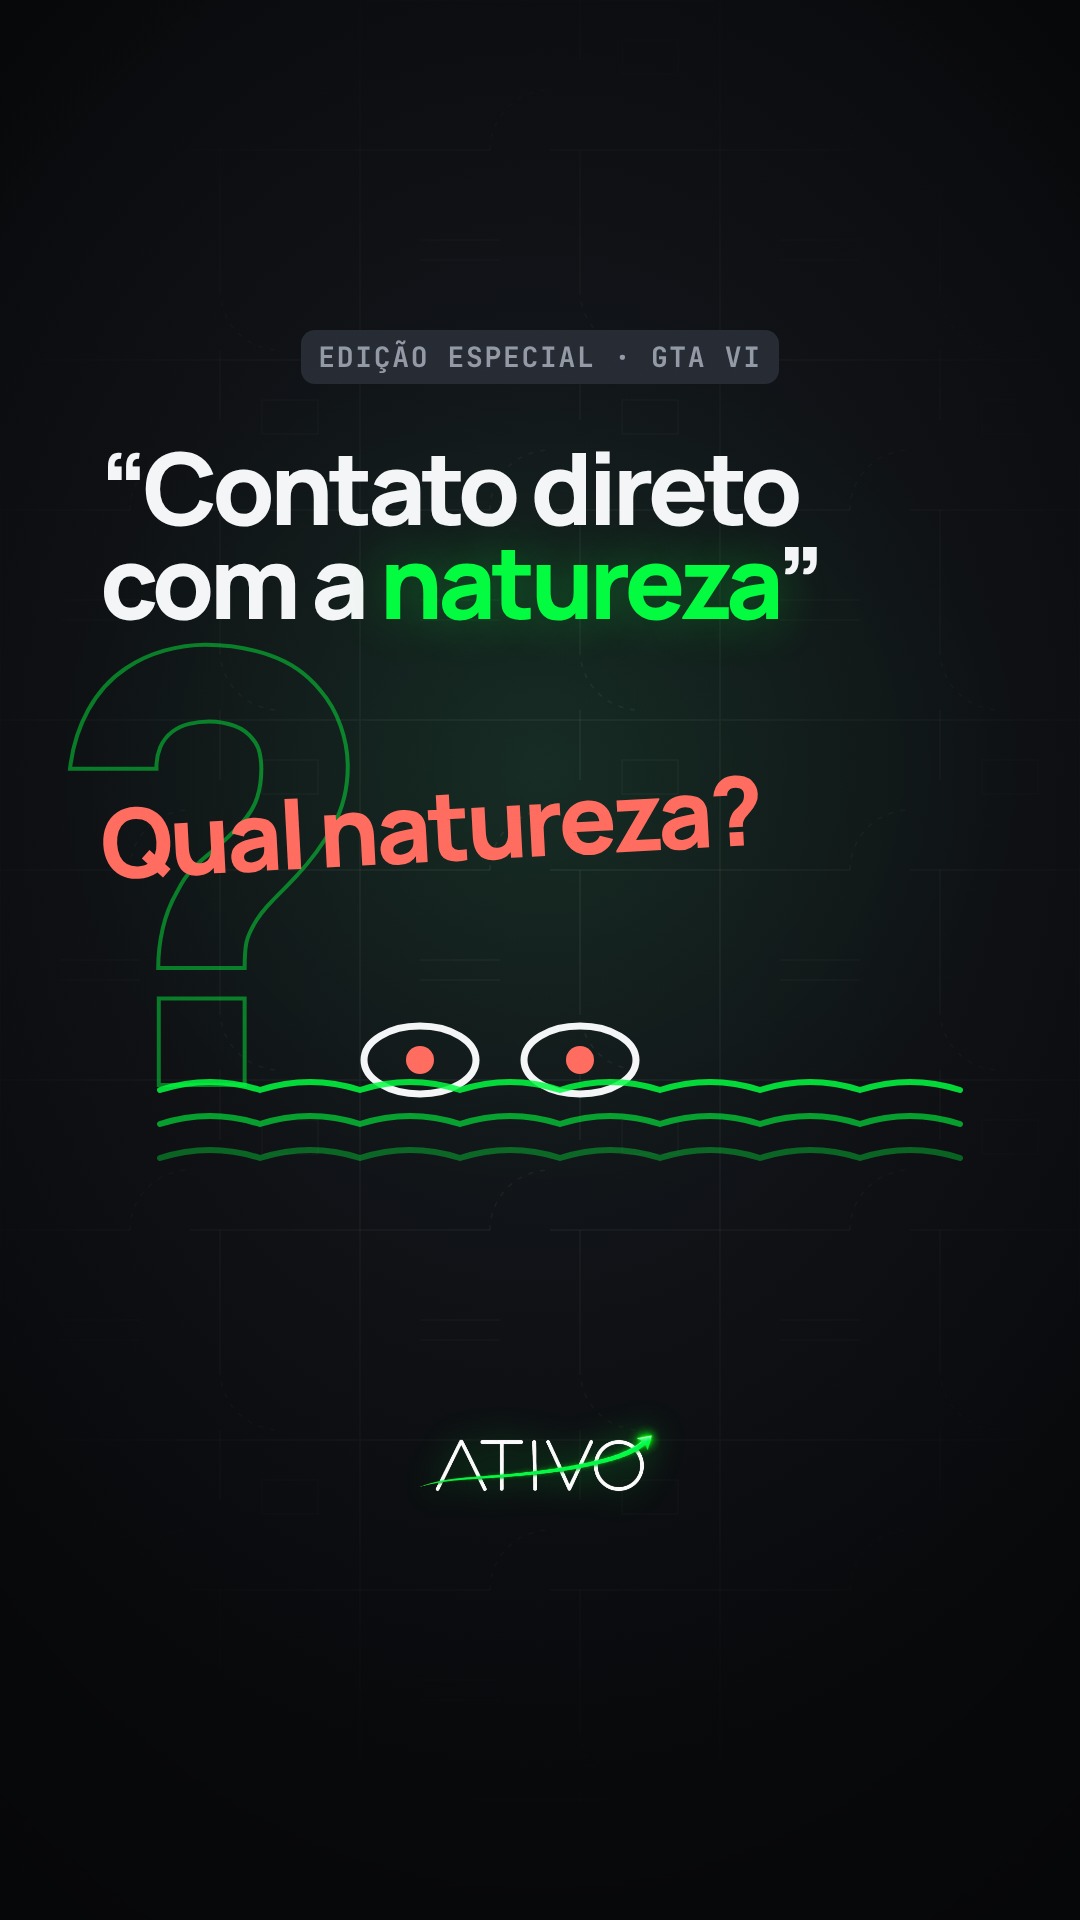 EDIÇÃO ESPECIAL · GTA VI
“Contato direto
com a natureza”
?
Qual natureza?
ATIVO